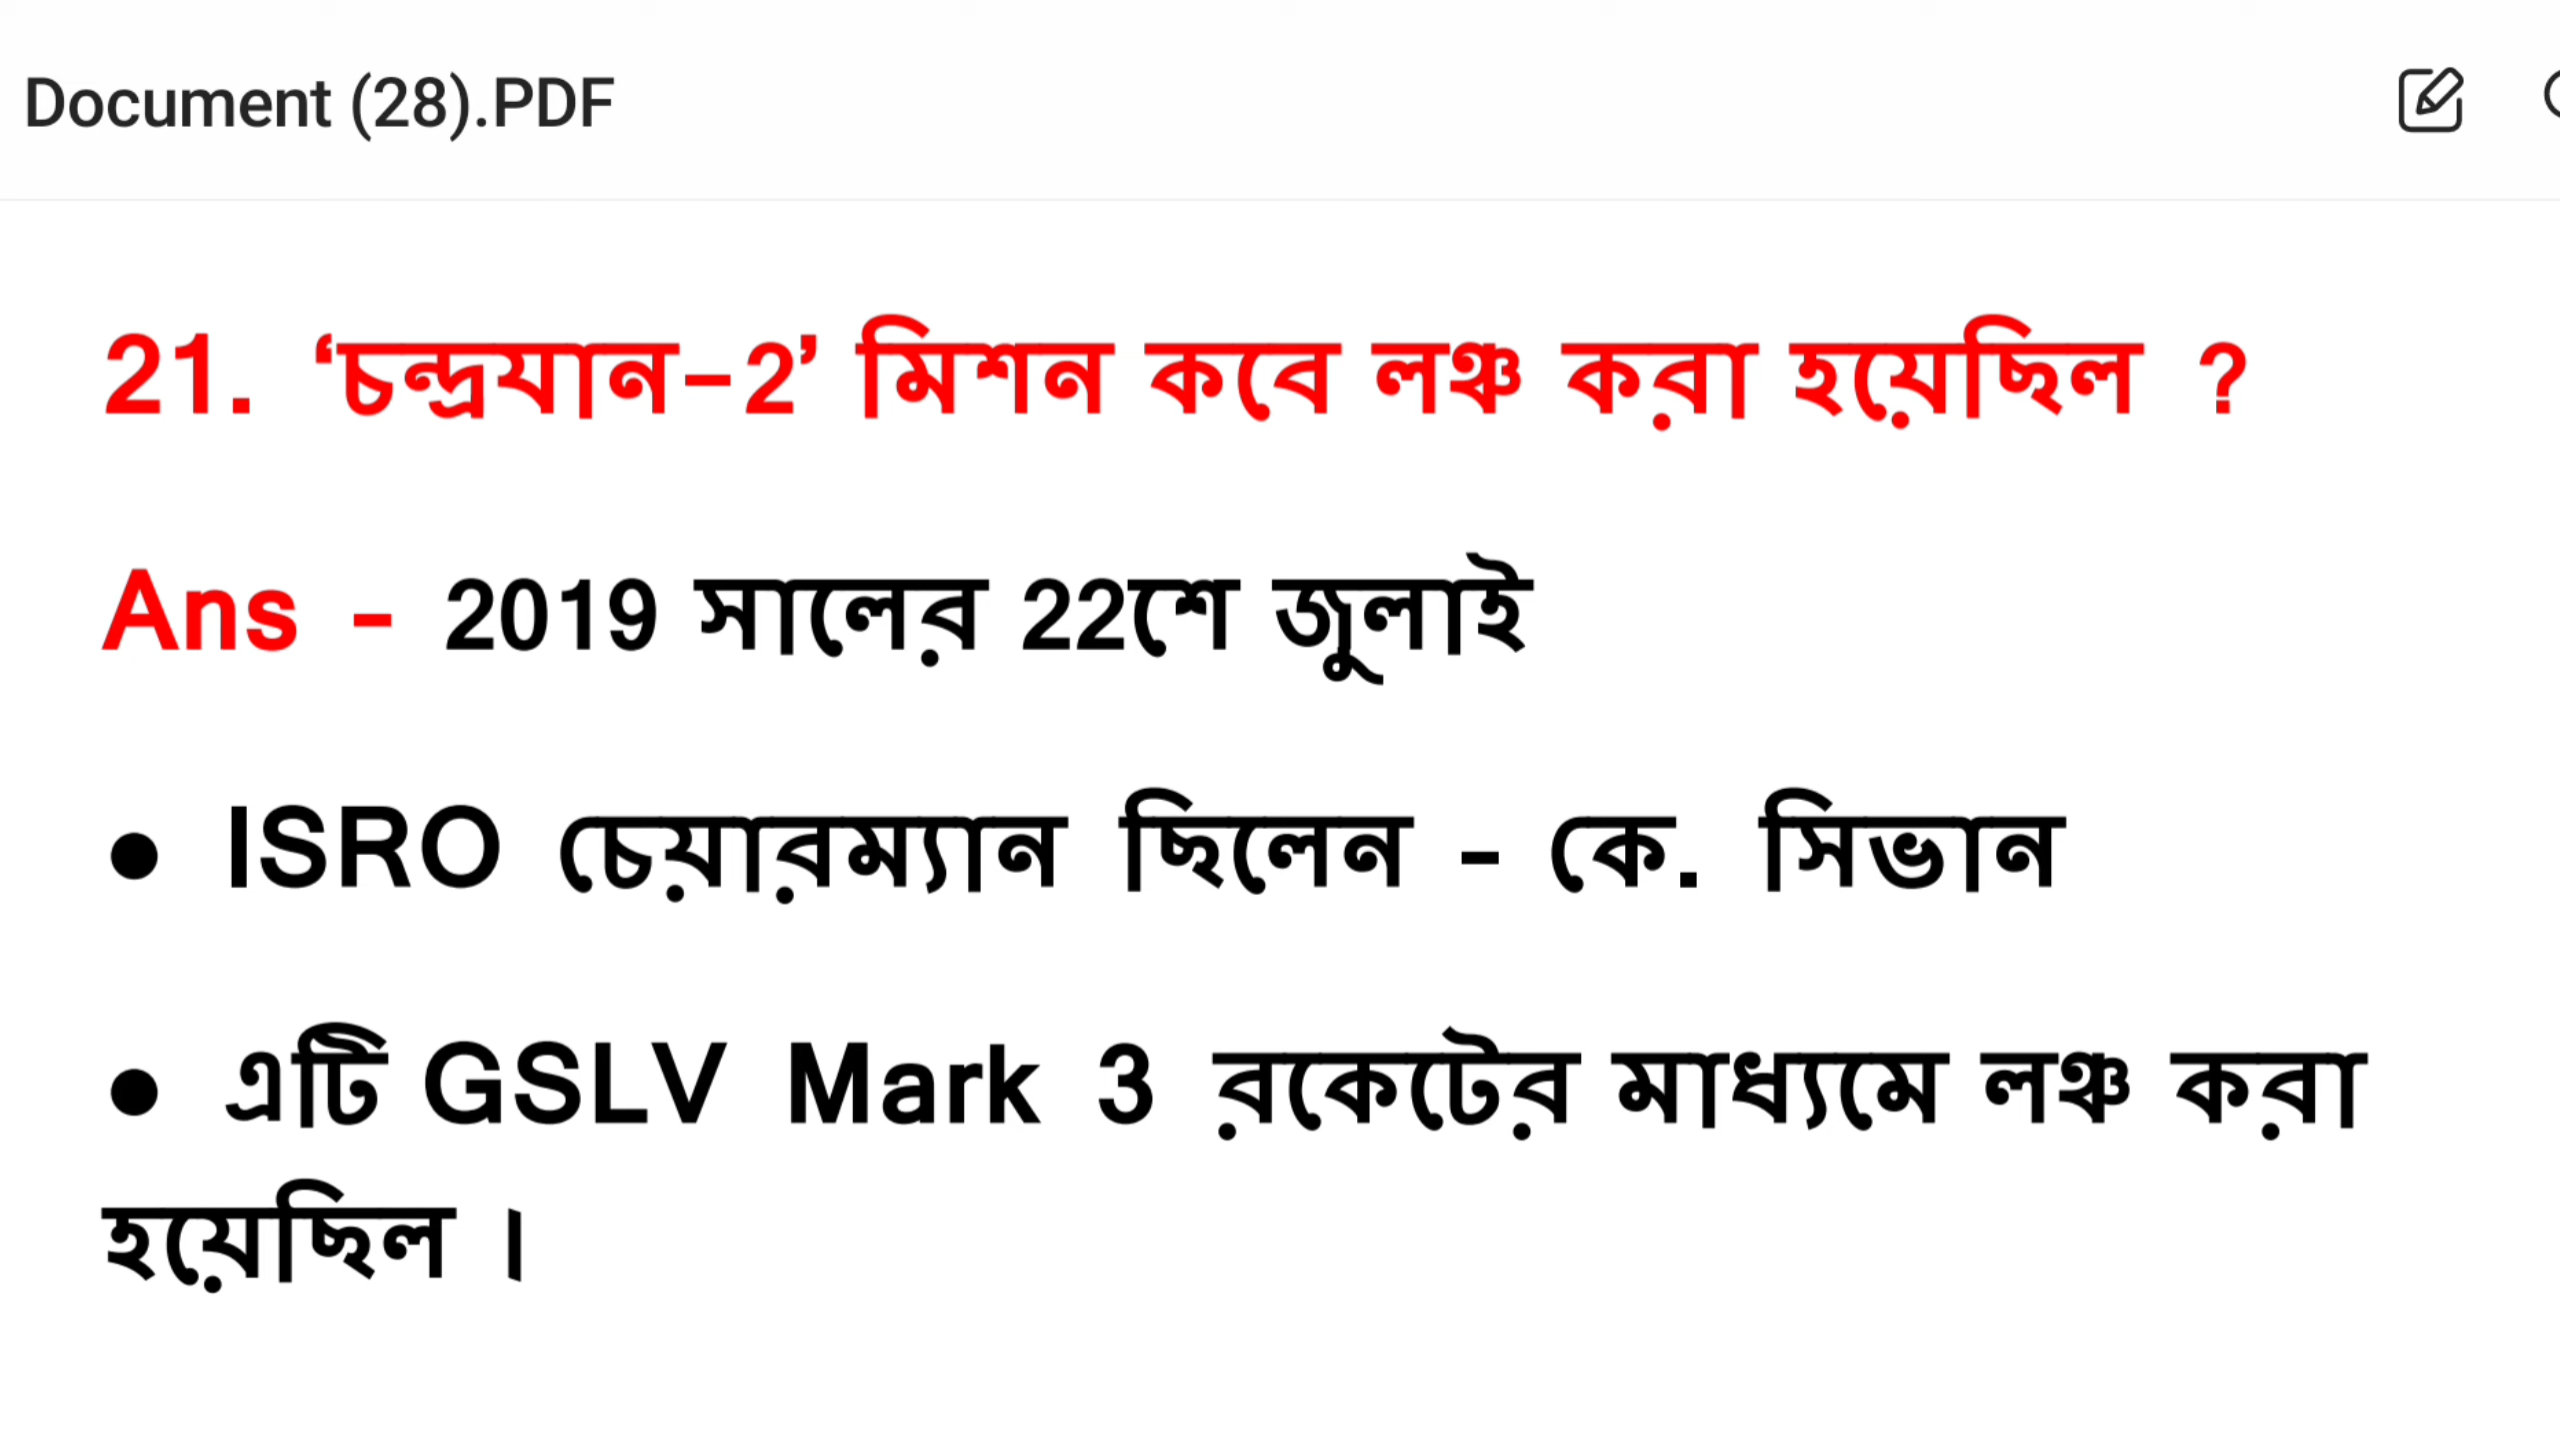 Document (28).PDF
21. ‘চন্দ্রযান-2’ মিশন কবে লঞ্চ করা হয়েছিল ?
Ans - 2019 সালের 22শে জুলাই
● ISRO চেয়ারম্যান ছিলেন - কে. সিভান
● এটি GSLV Mark 3 রকেটের মাধ্যমে লঞ্চ করা
হয়েছিল ।